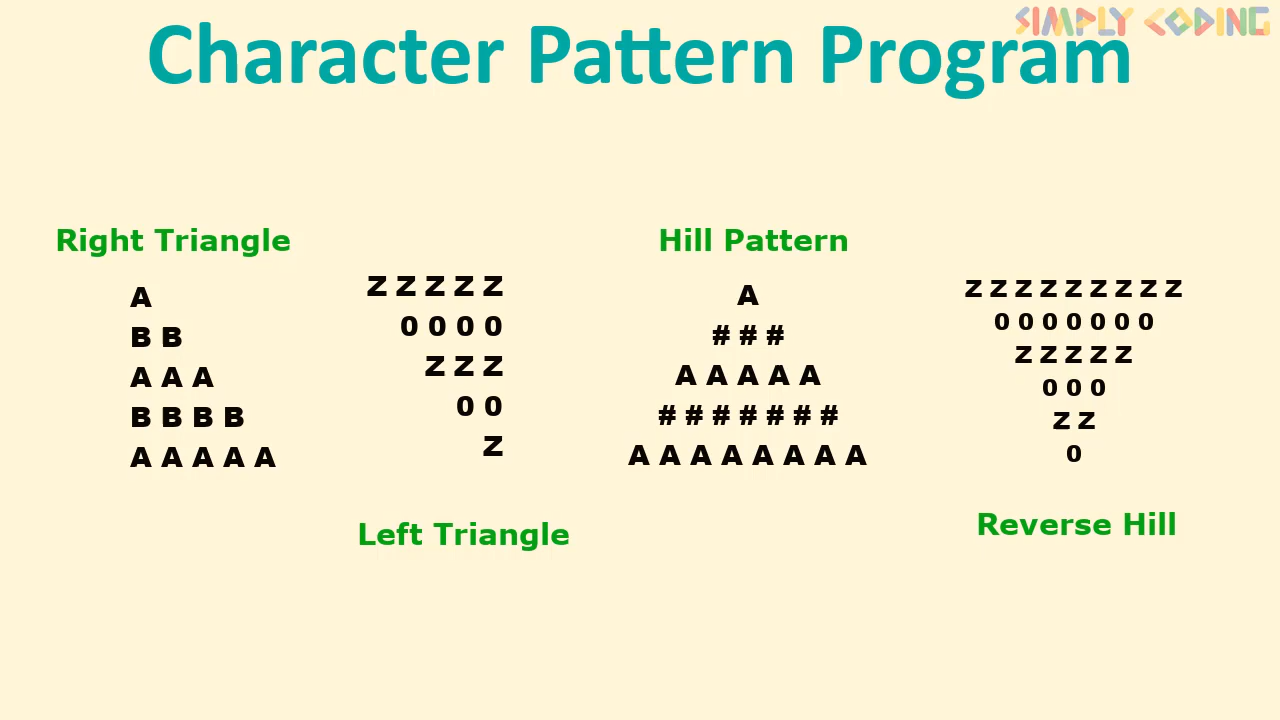 SIMPLY CODING
Character Pattern Program
Right Triangle
A
B B
A A A
B B B B
A A A A A
Z Z Z Z Z
0 0 0 0
Z Z Z
0 0
Z
Left Triangle
Hill Pattern
A
# # #
A A A A A
# # # # # # #
A A A A A A A A
Z Z Z Z Z Z Z Z Z
0 0 0 0 0 0 0
Z Z Z Z Z
0 0 0
Z Z
0
Reverse Hill